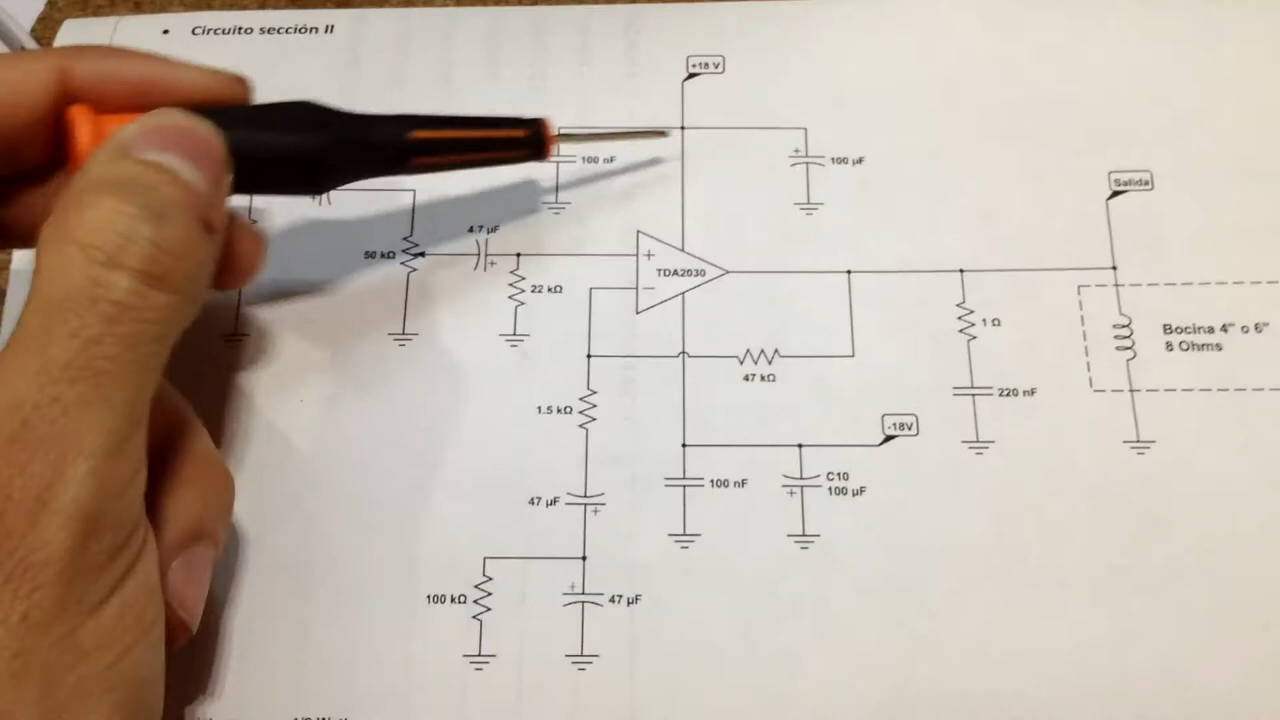 • Circuito sección II
+18 V
100 nF
100 µF
Salida
4.7 µF
50 kΩ
TDA2030
22 kΩ
1 Ω
Bocina 4" o 6"
8 Ohms
47 kΩ
220 nF
1.5 kΩ
-18V
100 nF
C10
100 µF
47 µF
100 kΩ
47 µF